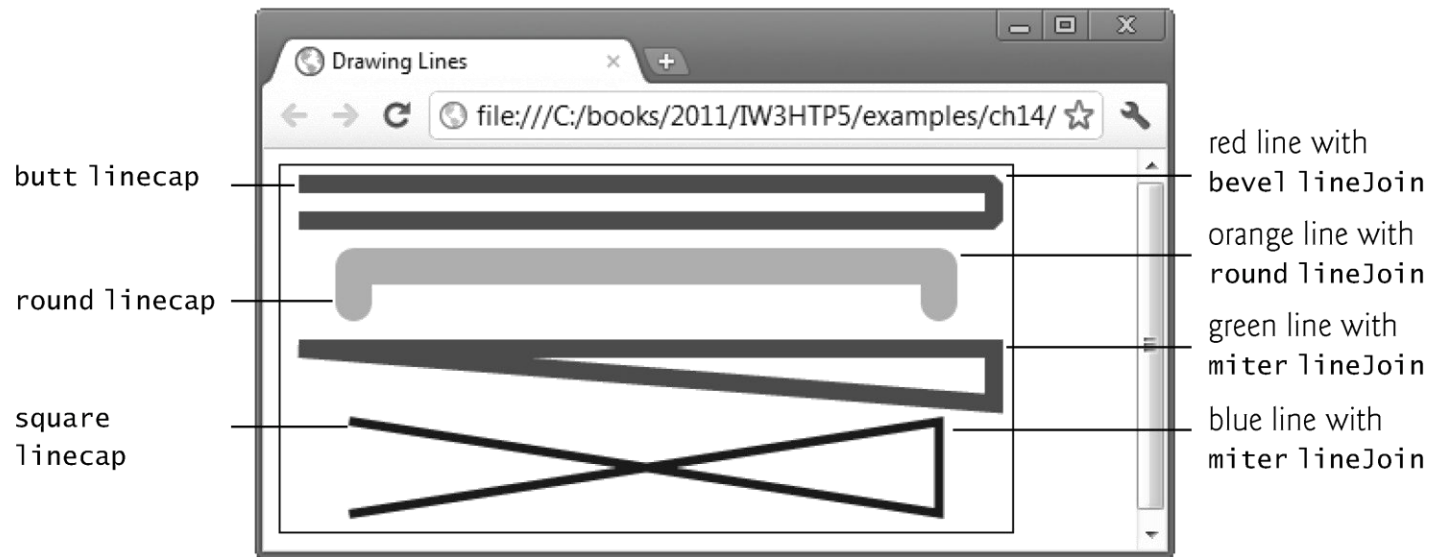 Drawing Lines
file:///C:/books/2011/IW3HTP5/examples/ch14/
butt linecap
round linecap
square
linecap
red line with
bevel lineJoin
orange line with
round lineJoin
green line with
miter lineJoin
blue line with
miter lineJoin